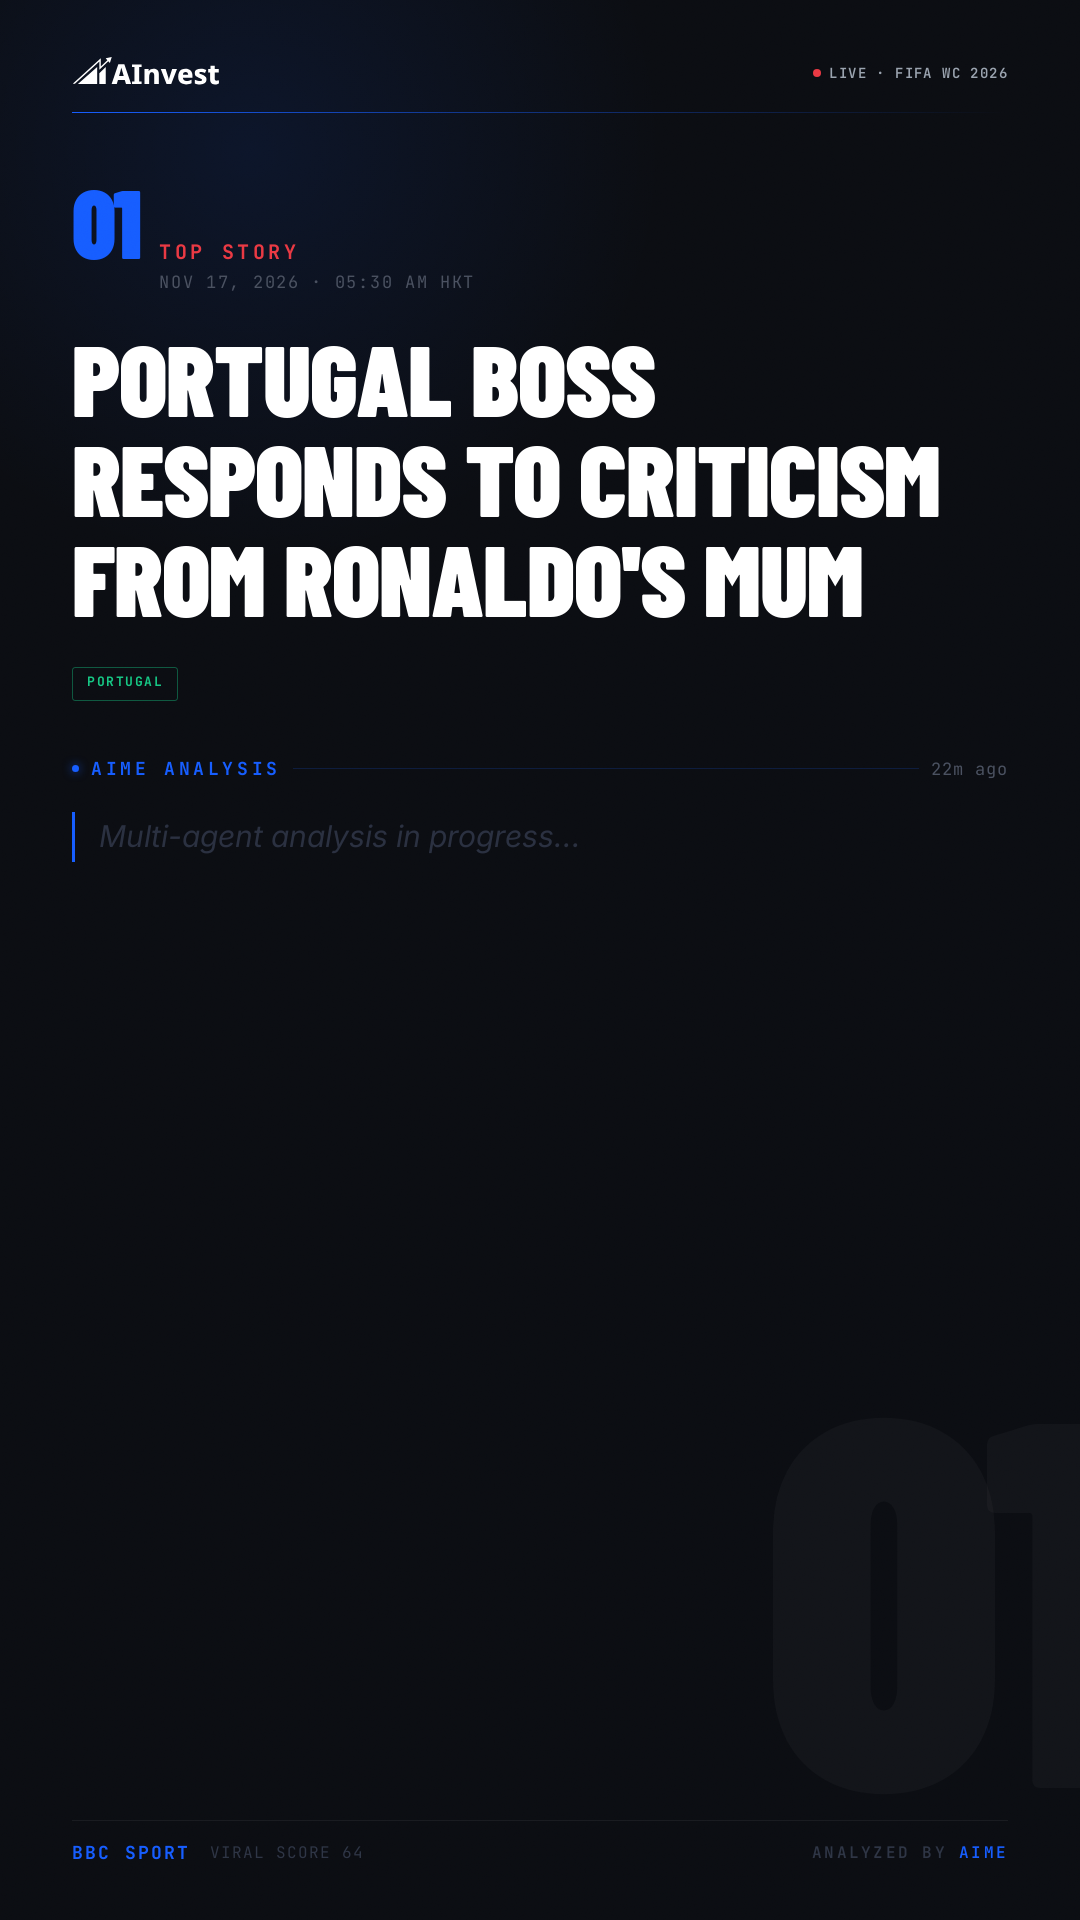 AInvest
LIVE · FIFA WC 2026
01
TOP STORY
NOV 17, 2026 · 05:30 AM HKT
PORTUGAL BOSS
RESPONDS TO CRITICISM
FROM RONALDO'S MUM
PORTUGAL
AIME ANALYSIS
22m ago
Multi-agent analysis in progress...
01
BBC SPORT VIRAL SCORE 64
ANALYZED BY AIME